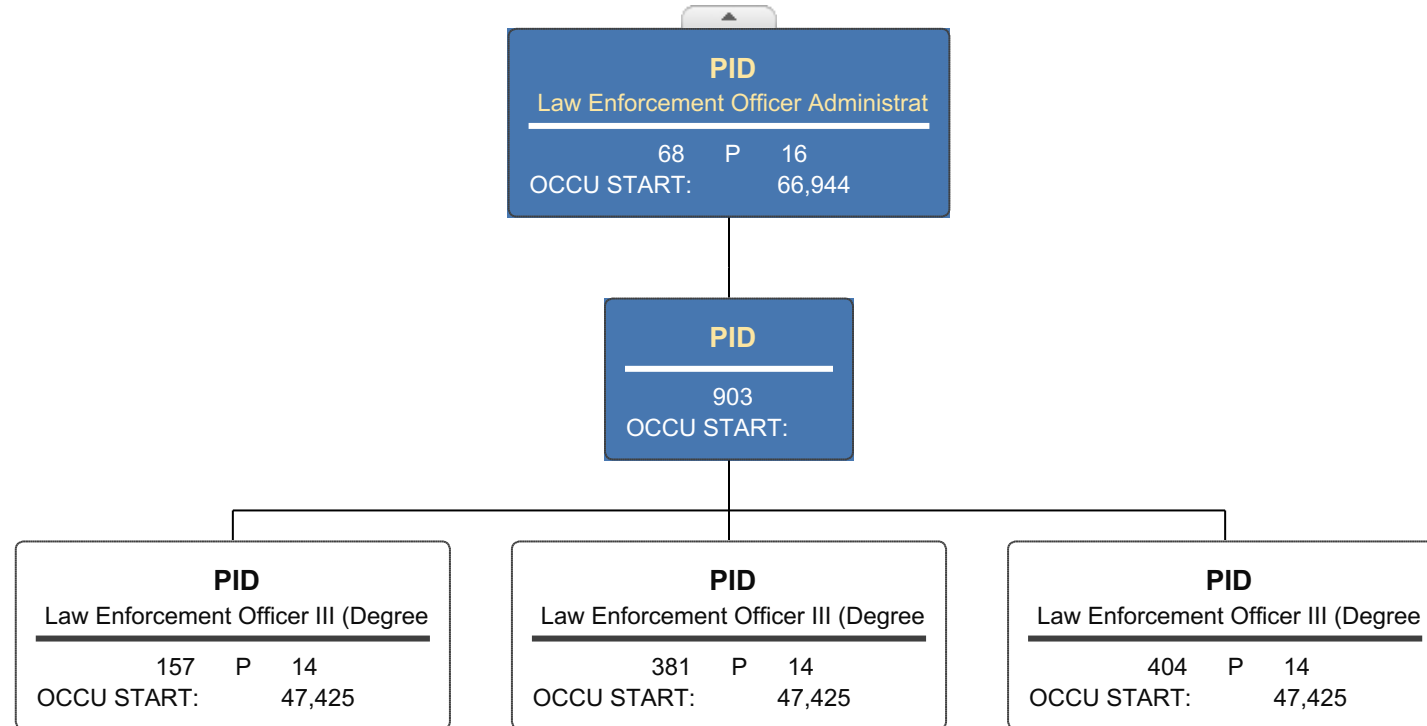 PID
Law Enforcement Officer Administrat
68 P 16
OCCU START: 66,944
PID
903
OCCU START:
PID
Law Enforcement Officer III (Degree
157 P 14
OCCU START: 47,425
PID
Law Enforcement Officer III (Degree
381 P 14
OCCU START: 47,425
PID
Law Enforcement Officer III (Degree
404 P 14
OCCU START: 47,425